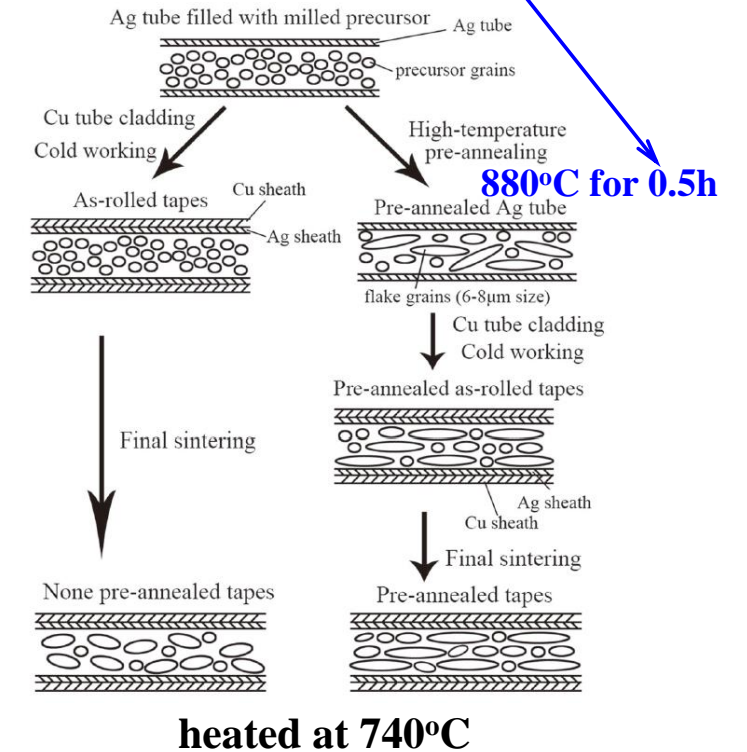 Ag tube filled with milled precursor
Ag tube
precursor grains
Cu tube cladding
Cold working
High-temperature
pre-annealing
880°C for 0.5h
As-rolled tapes
Cu sheath
Ag sheath
Pre-annealed Ag tube
flake grains (6-8μm size)
Cu tube cladding
Cold working
Pre-annealed as-rolled tapes
Final sintering
Ag sheath
Cu sheath
Final sintering
None pre-annealed tapes
Pre-annealed tapes
heated at 740°C